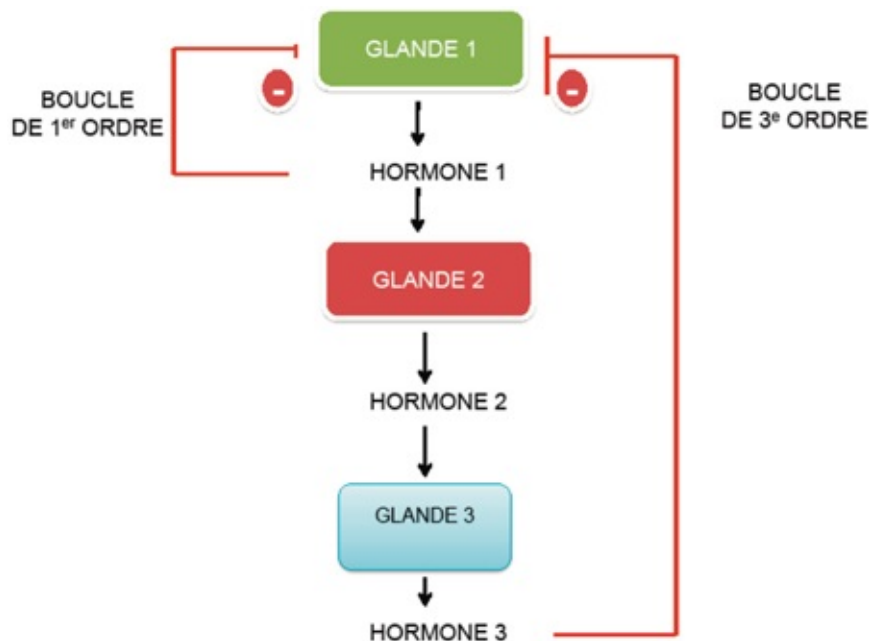 GLANDE 1
-
-
BOUCLE
DE 1er ORDRE
BOUCLE
DE 3e ORDRE
HORMONE 1
GLANDE 2
HORMONE 2
GLANDE 3
HORMONE 3